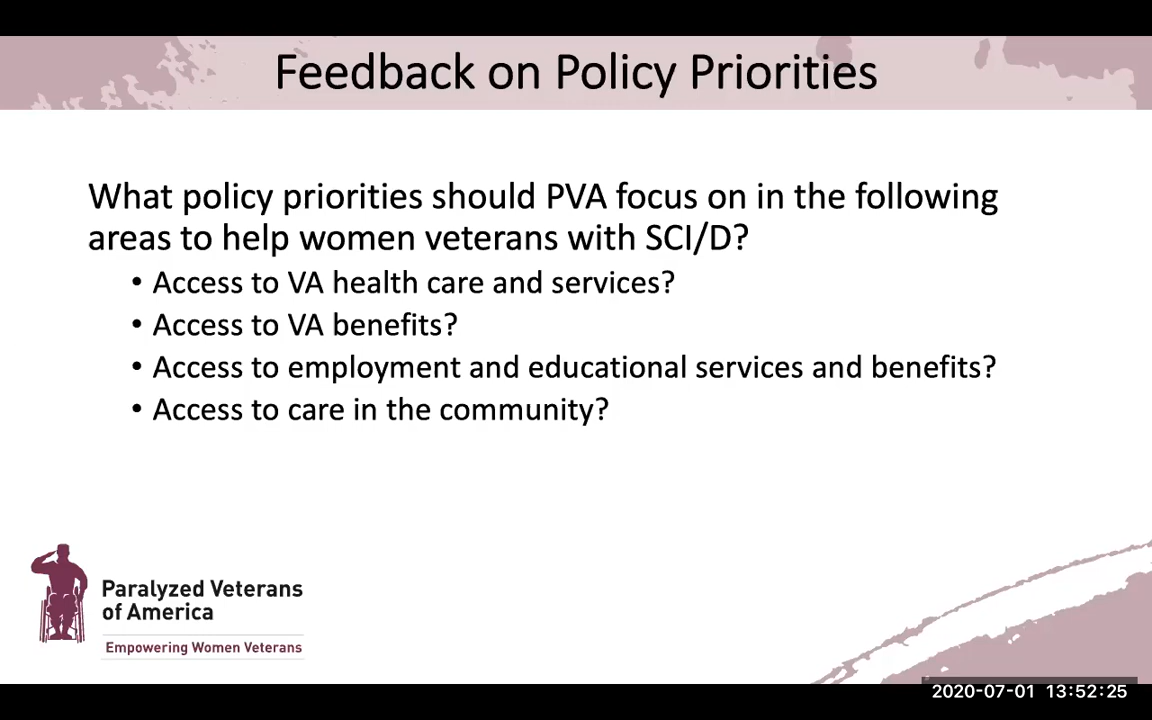 Feedback on Policy Priorities
What policy priorities should PVA focus on in the following
areas to help women veterans with SCI/D?
• Access to VA health care and services?
• Access to VA benefits?
• Access to employment and educational services and benefits?
• Access to care in the community?
Paralyzed Veterans
of America
Empowering Women Veterans
2020-07-01 13:52:25